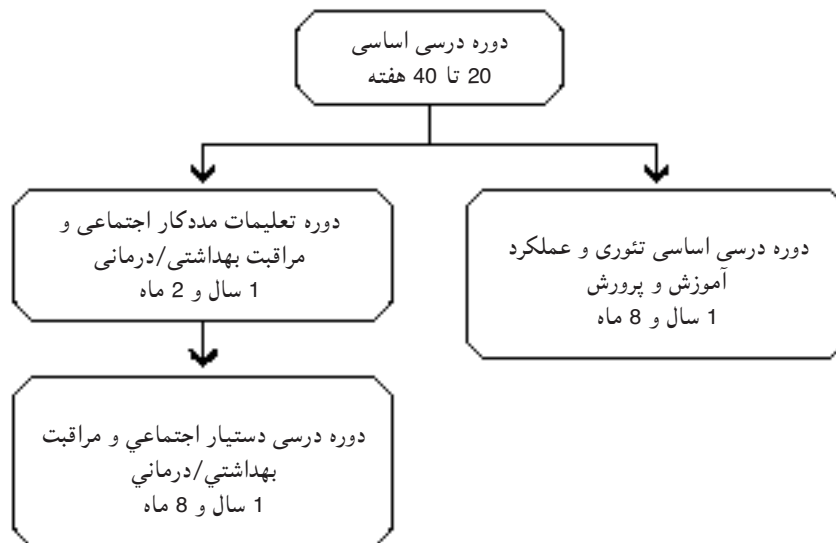 دوره درسی اساسی
20 تا 40 هفته
دوره درسی اساسی تئوری و عملکرد
آموزش و پرورش
1 سال و 8 ماه
دوره تعلیمات مددکار اجتماعی و
مراقبت بهداشتی/درمانی
1 سال و 2 ماه
دوره درسی دستیار اجتماعي و مراقبت
بهداشتي/درماني
1 سال و 8 ماه